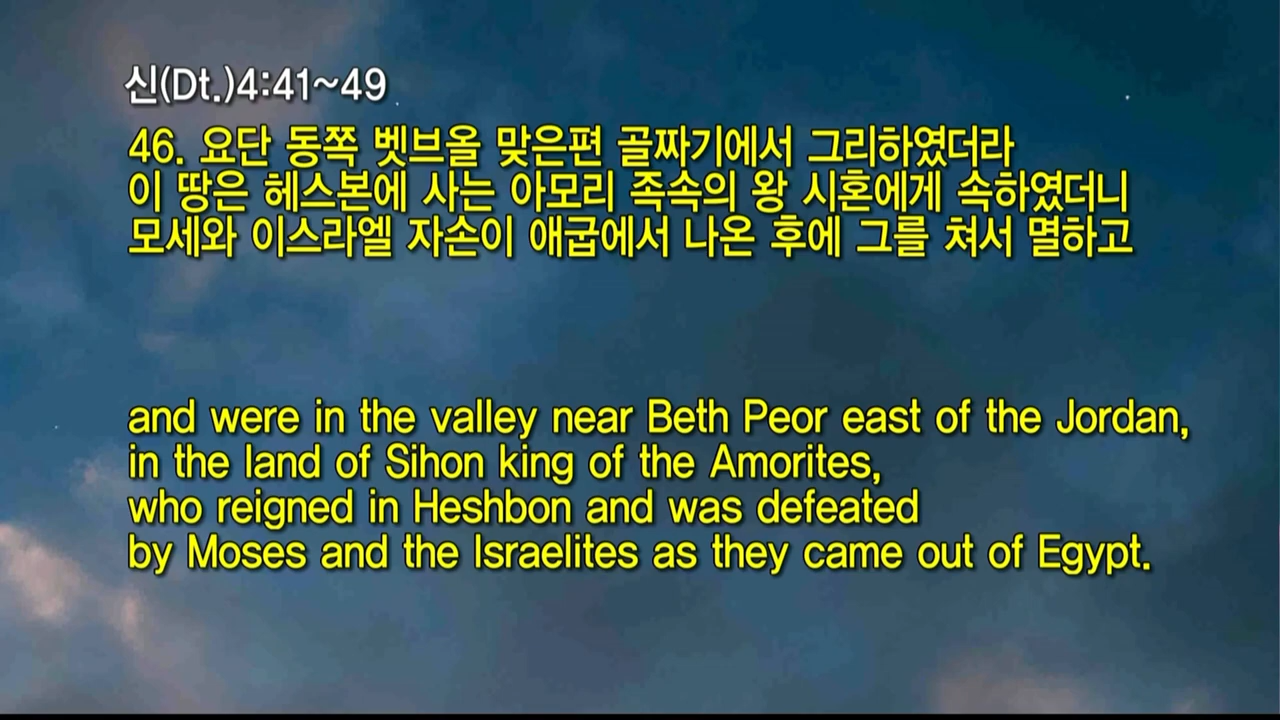 신(Dt.)4:41~49
46. 요단 동쪽 벳브올 맞은편 골짜기에서 그리하였더라
이 땅은 헤스본에 사는 아모리 족속의 왕 시혼에게 속하였더니
모세와 이스라엘 자손이 애굽에서 나온 후에 그를 쳐서 멸하고
and were in the valley near Beth Peor east of the Jordan,
in the land of Sihon king of the Amorites,
who reigned in Heshbon and was defeated
by Moses and the Israelites as they came out of Egypt.